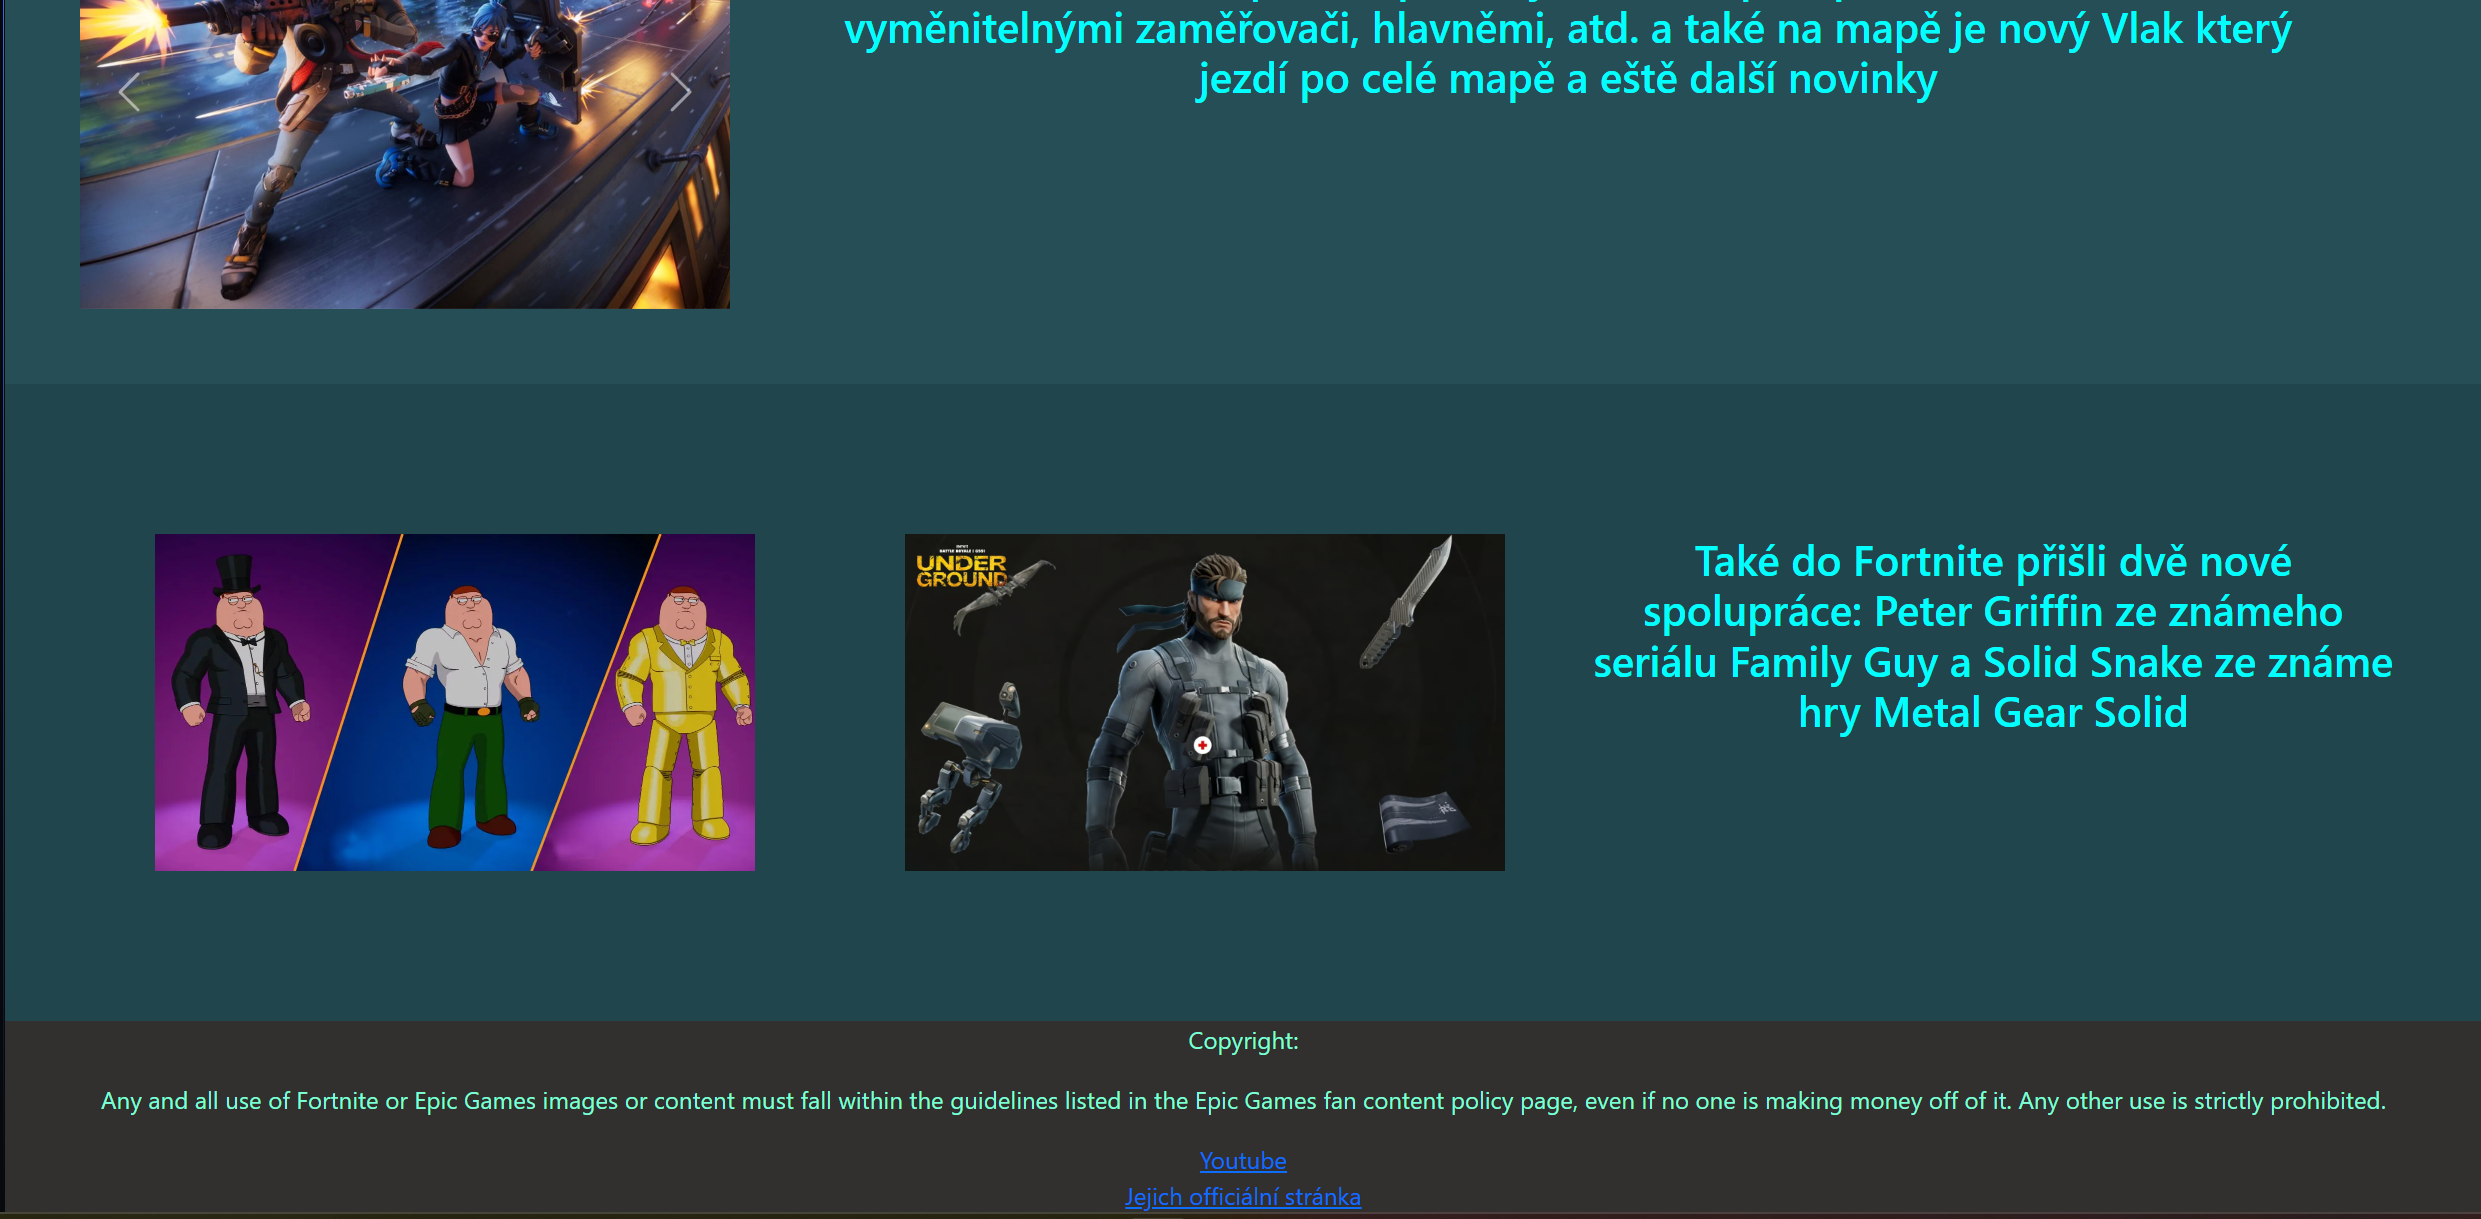 vyměnitelnými zaměřovači, hlavněmi, atd. a také na mapě je nový Vlak který
jezdí po celé mapě a eště další novinky
UNDER
GROUND
Také do Fortnite přišli dvě nové
spolupráce: Peter Griffin ze známeho
seriálu Family Guy a Solid Snake ze známe
hry Metal Gear Solid
Copyright:
Any and all use of Fortnite or Epic Games images or content must fall within the guidelines listed in the Epic Games fan content policy page, even if no one is making money off of it. Any other use is strictly prohibited.
Youtube
Jejich officiální stránka